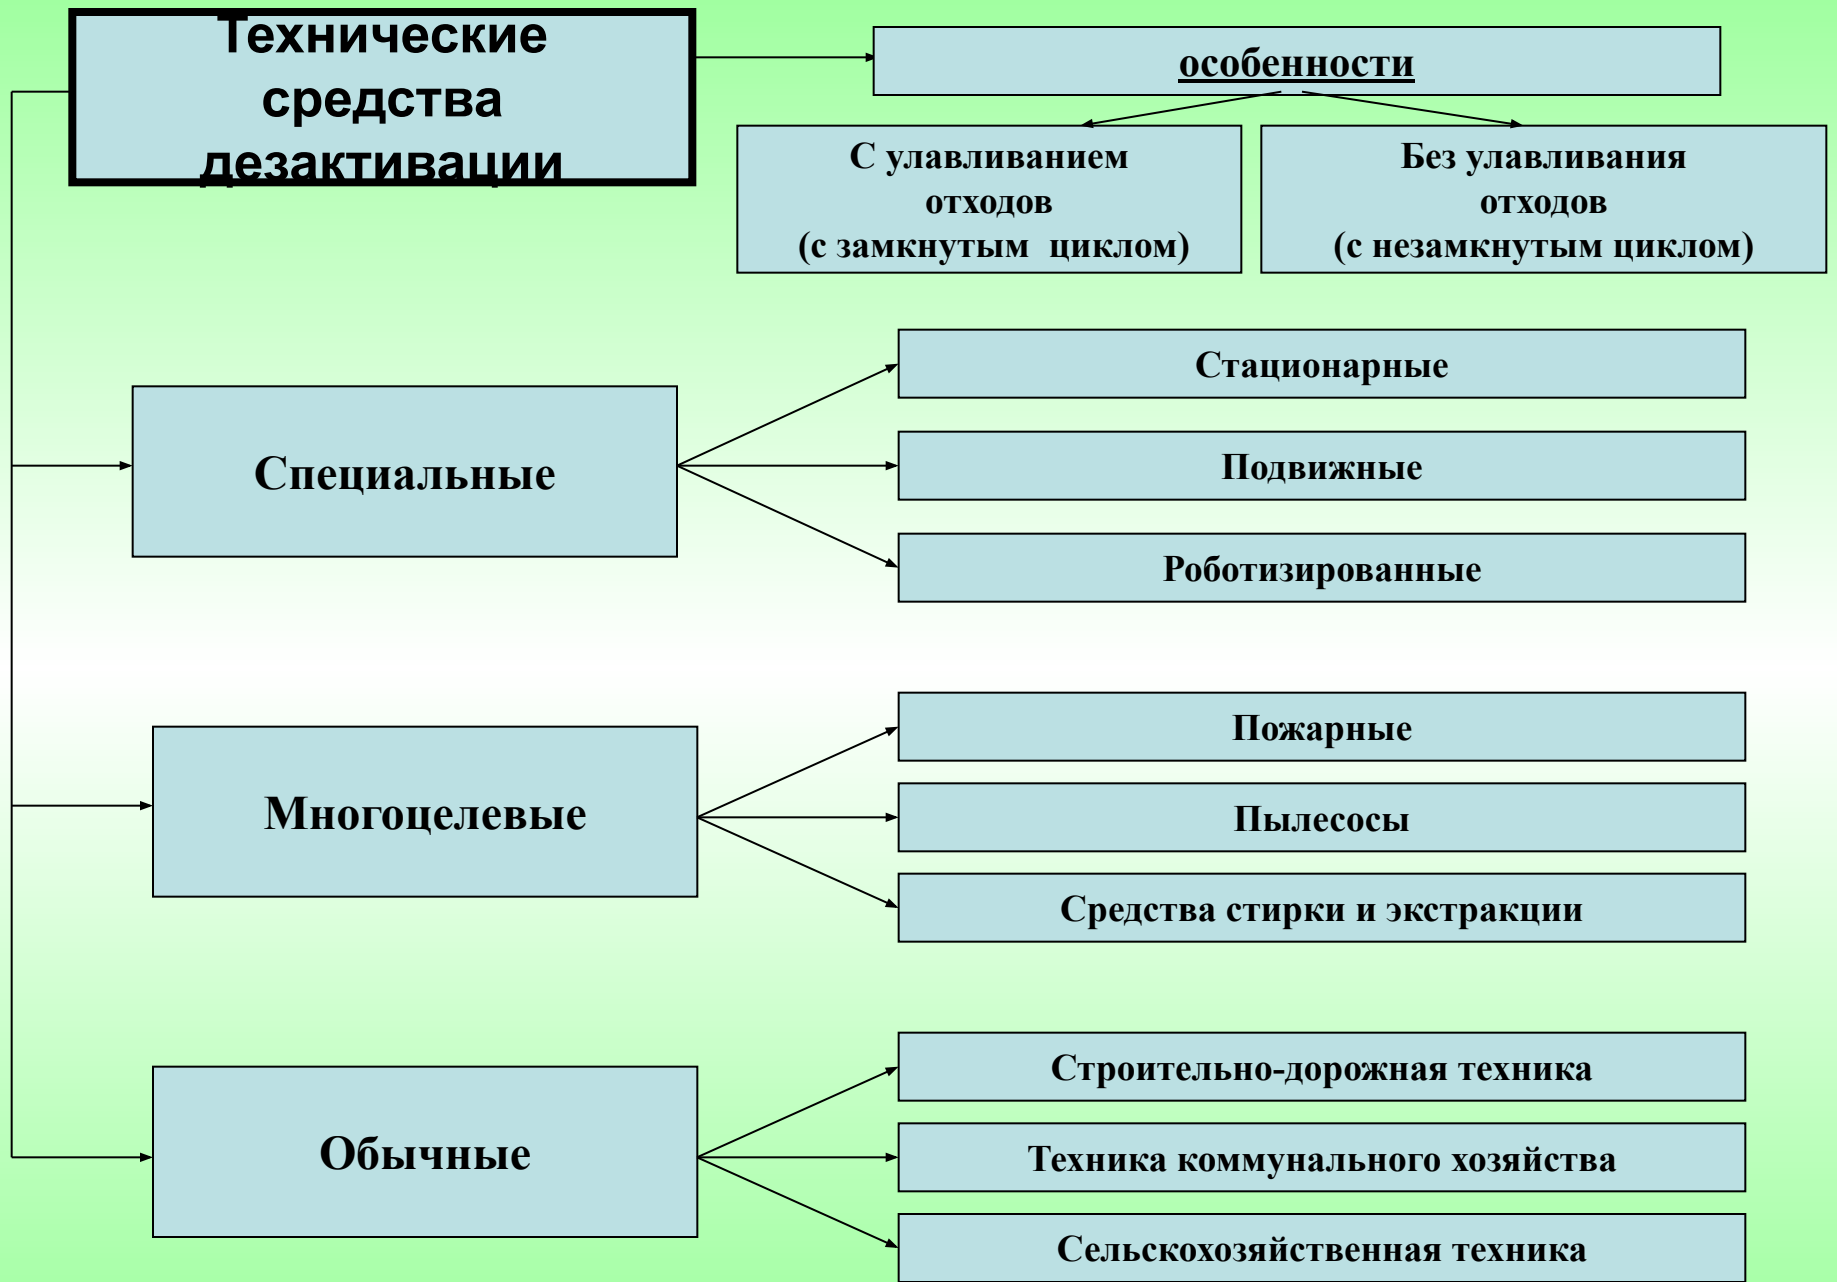 Технические
средства
дезактивации
особенности
С улавливанием
отходов
(с замкнутым циклом)
Без улавливания
отходов
(с незамкнутым циклом)
Специальные
Стационарные
Подвижные
Роботизированные
Многоцелевые
Пожарные
Пылесосы
Средства стирки и экстракции
Обычные
Строительно-дорожная техника
Техника коммунального хозяйства
Сельскохозяйственная техника